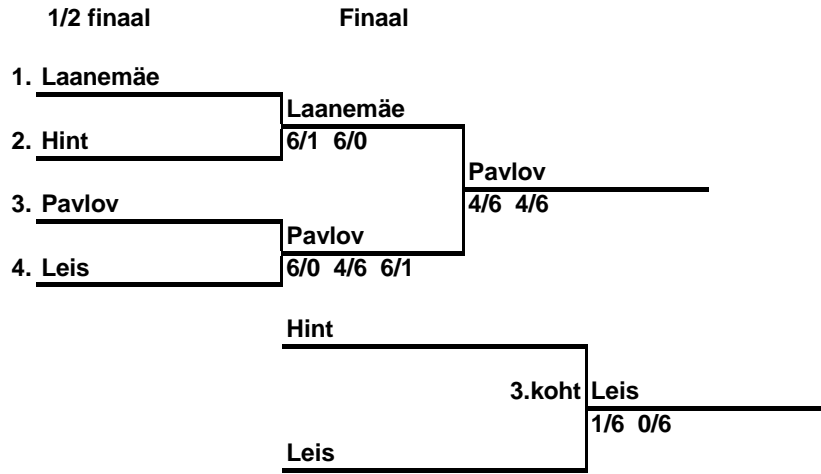 1/2 finaal Finaal
1. Laanemäe
Laanemäe
2. Hint 6/1 6/0
Pavlov
3. Pavlov 4/6 4/6
Pavlov
4. Leis 6/0 4/6 6/1
Hint
3.koht Leis
1/6 0/6
Leis